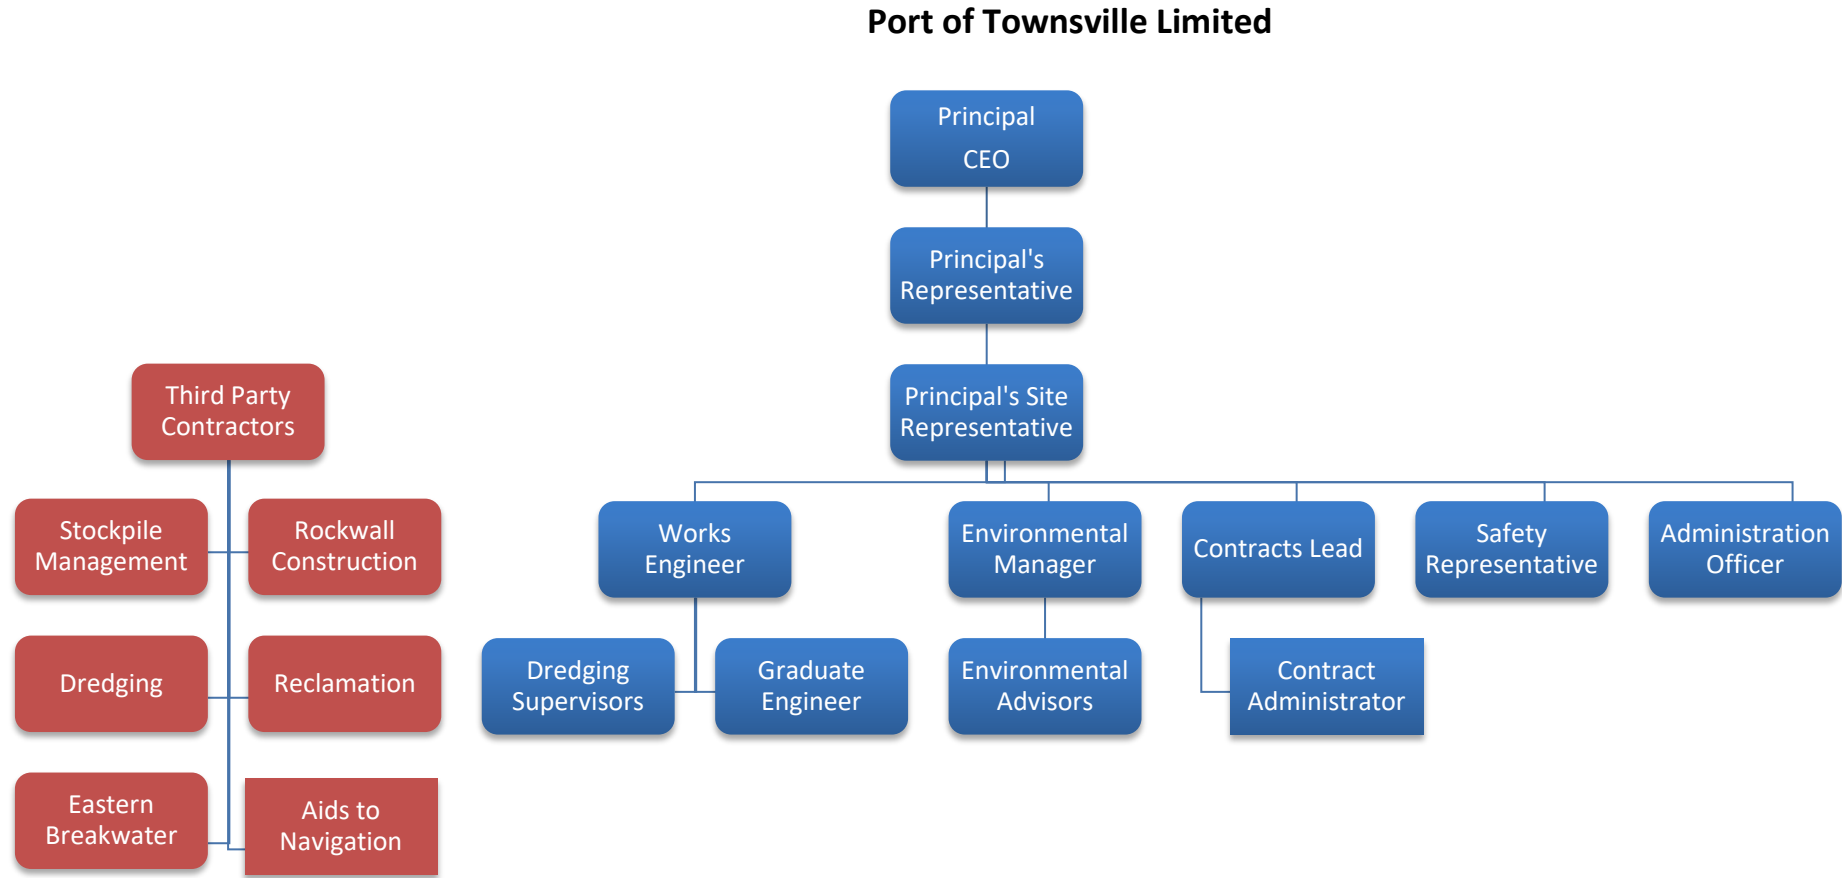 Port of Townsville Limited
Principal
CEO
Principal's
Representative
Principal's Site
Representative
Third Party
Contractors
Stockpile
Management
Rockwall
Construction
Dredging
Reclamation
Eastern
Breakwater
Aids to
Navigation
Works
Engineer
Environmental
Manager
Contracts Lead
Safety
Representative
Administration
Officer
Dredging
Supervisors
Graduate
Engineer
Environmental
Advisors
Contract
Administrator